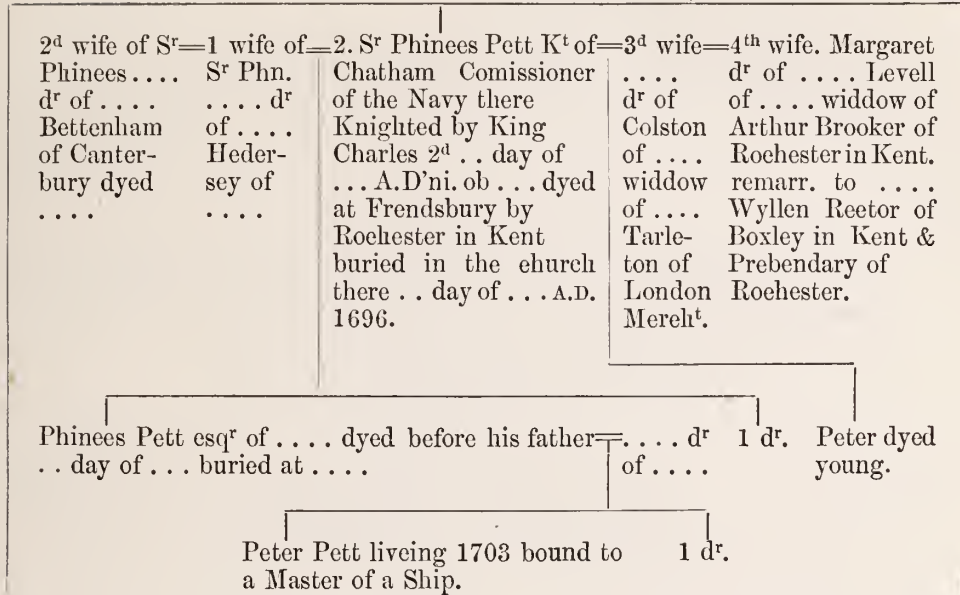 2ᵈ wife of Sʳ=
Phinees....
dʳ of....
Bettenham
of Canter-
bury dyed
....
1 wife of=
Sʳ Phn.
.... dʳ
of....
Heder-
sey of
....
2. Sʳ Phinees Pett Kᵗ of=
Chatham Comissioner
of the Navy there
Knighted by King
Charles 2ᵈ .. day of
... A.D'ni. ob ... dyed
at Frendsbury by
Rochester in Kent
buried in the church
there .. day of ... A.D.
1696.
3ᵈ wife=
....
dʳ of
Colston
of ....
widdow
of ....
Tarle-
ton of
London
Merchᵗ.
4ᵗʰ wife. Margaret
dʳ of .... Levell
of .... widdow of
Arthur Brooker of
Rochester in Kent.
remarr. to ....
Wyllen Rector of
Boxley in Kent &
Prebendary of
Rochester.
Phinees Pett esqʳ of .... dyed before his father=
.. day of ... buried at ....
.... dʳ
of ....
1 dʳ.
Peter dyed
young.
Peter Pett liveing 1703 bound to
a Master of a Ship.
1 dʳ.